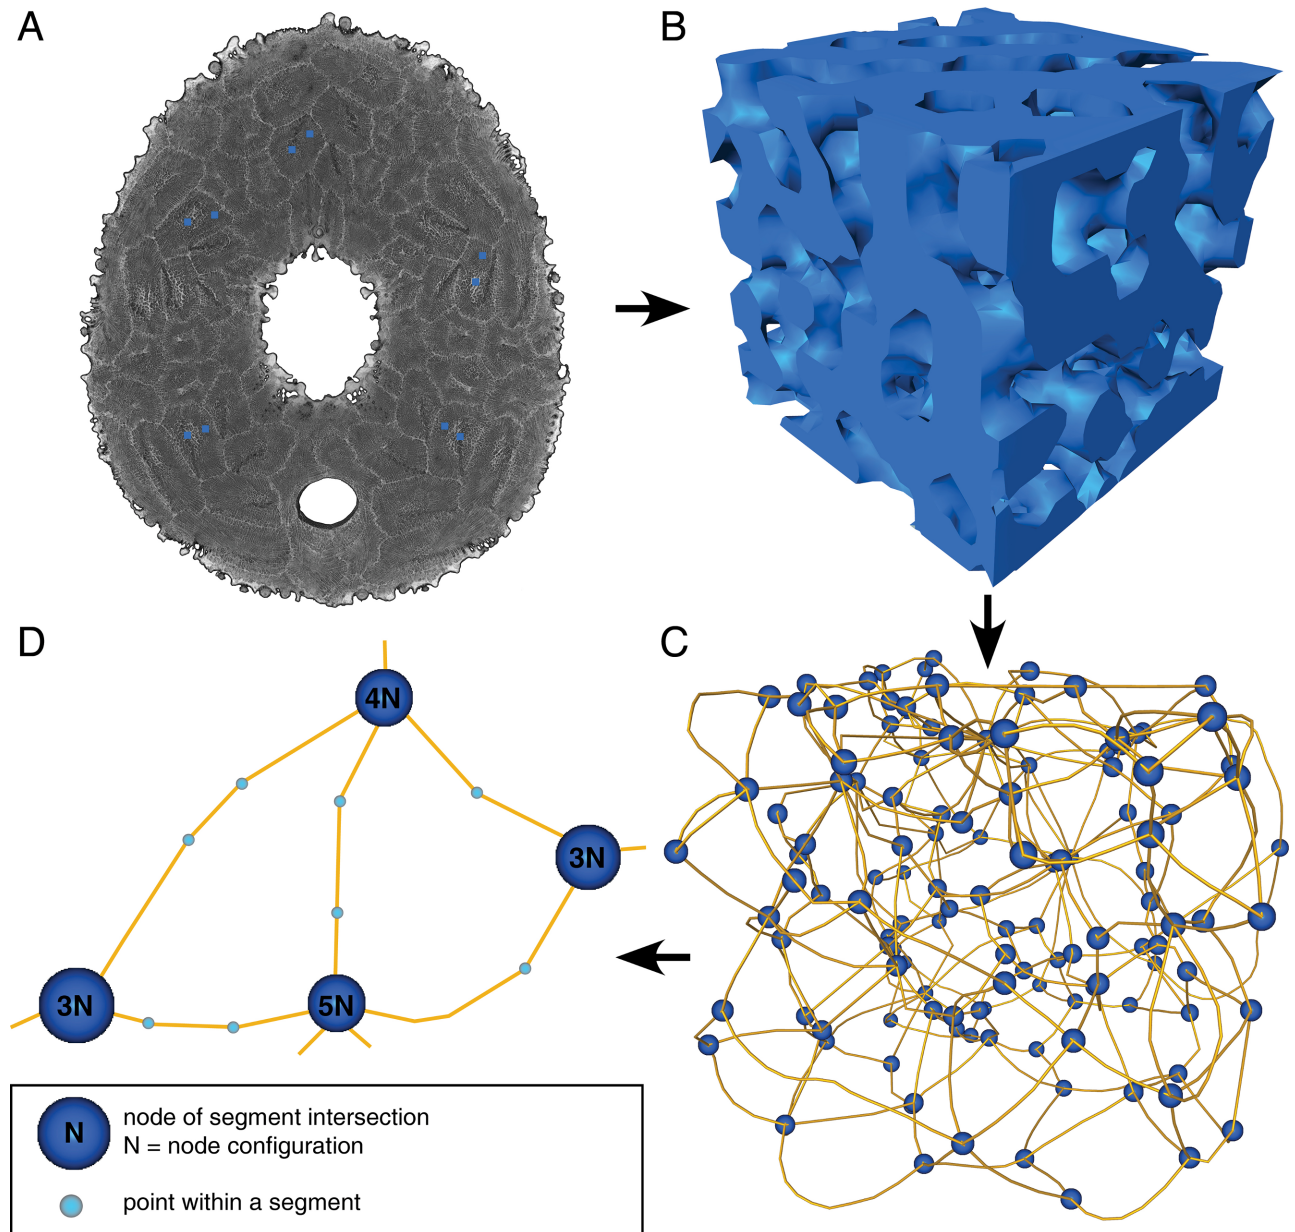 A
B
D
C
4N
3N
3N
5N
N
node of segment intersection
N = node configuration
point within a segment